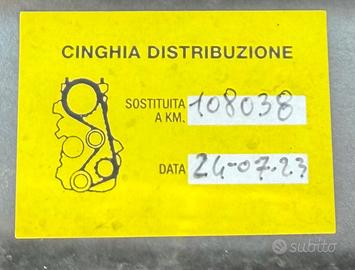 CINGHIA DISTRIBUZIONE
SOSTITUITA
A KM. 108038
DATA 24-07.23
subito